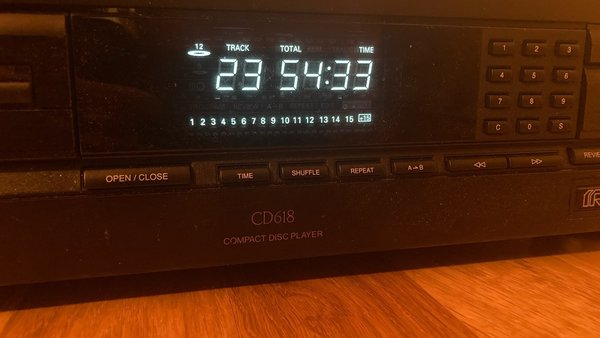 12 TRACK TOTAL TIME
23 54:33
1 2 3 4 5 6 7 8 9 10 11 12 13 14 15
1 2 3
4 5 6
7 8 9
C S
OPEN / CLOSE TIME SHUFFLE REPEAT A B REVIEW
CD618
COMPACT DISC PLAYER